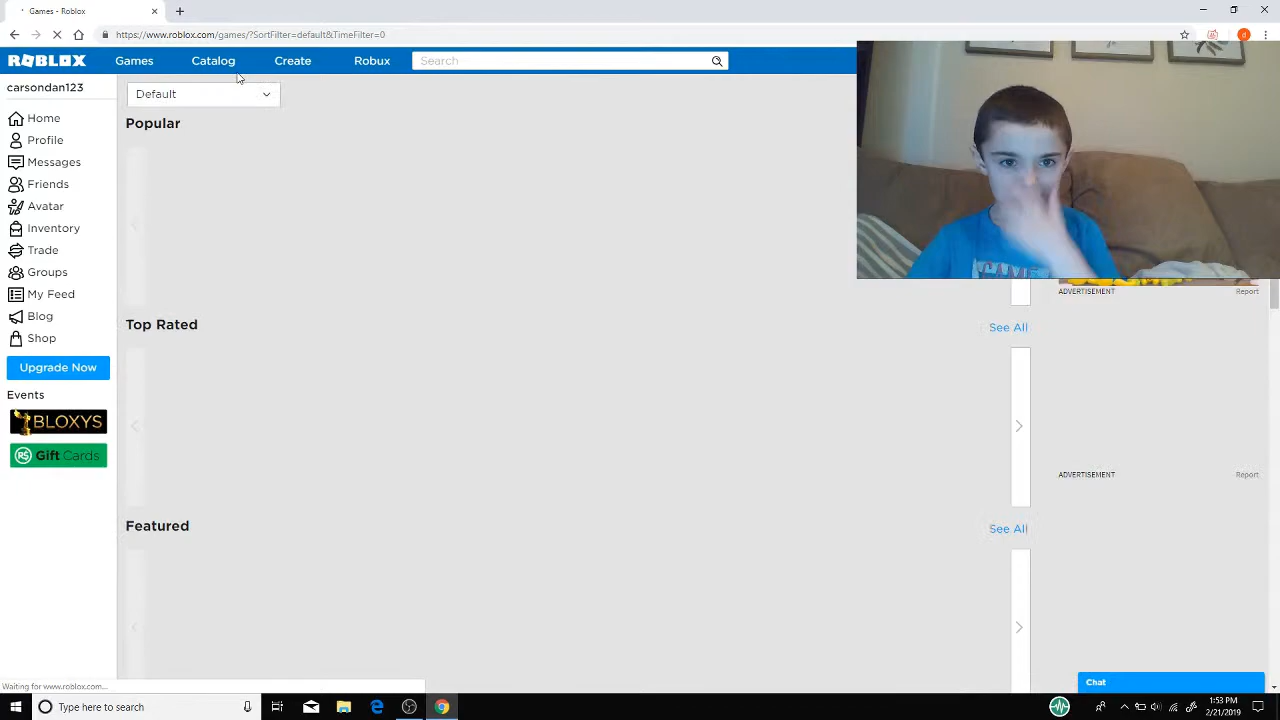 Games - Roblox
https://www.roblox.com/games/?SortFilter=default&TimeFilter=0
d
ROBLOX
Games
Catalog
Create
Robux
Search
carsondan123
Home
Profile
Messages
Friends
Avatar
Inventory
Trade
Groups
My Feed
Blog
Shop
Upgrade Now
Events
BLOXYS
R$ Gift Cards
Default
Popular
Top Rated
See All
Featured
See All
GAME
ADVERTISEMENT
Report
ADVERTISEMENT
Report
Chat
Waiting for www.roblox.com...
Type here to search
1:53 PM
2/21/2019